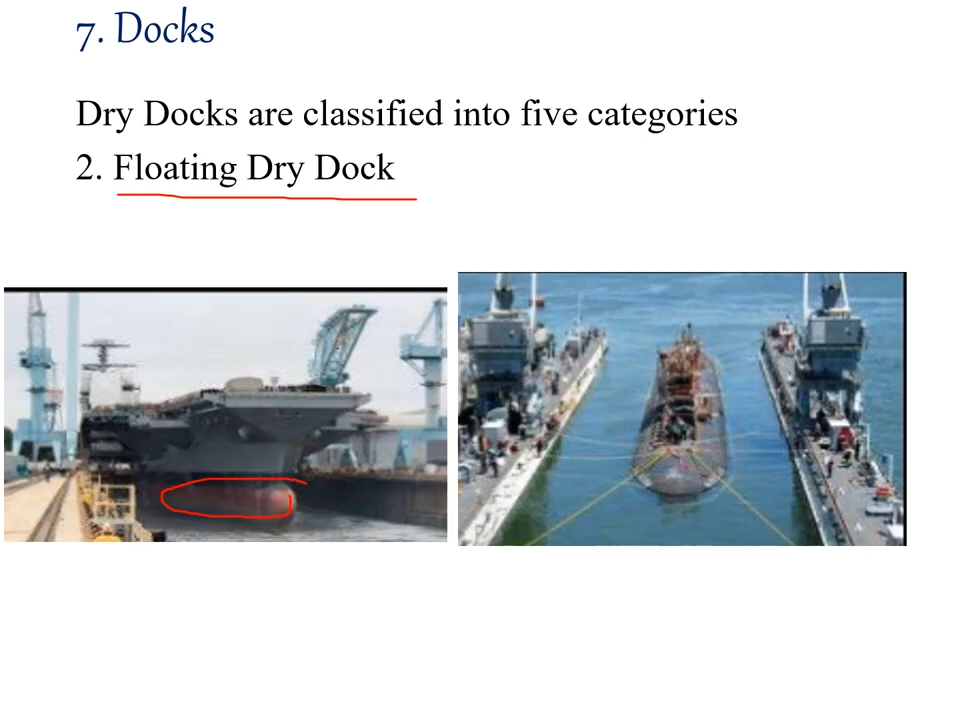 7. Docks
Dry Docks are classified into five categories
2. Floating Dry Dock